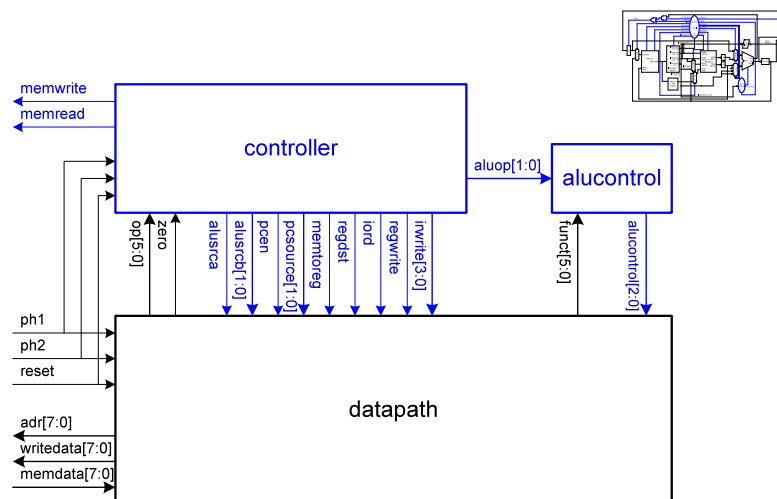 memwrite
memread
controller
aluop[1:0]
alucontrol
op[5:0]
zero
alusrca
alusrcb[1:0]
pcen
pcsource[1:0]
memtoreg
regdst
iord
regwrite
irwrite[3:0]
funct[5:0]
alucontrol[2:0]
ph1
ph2
reset
datapath
adr[7:0]
writedata[7:0]
memdata[7:0]